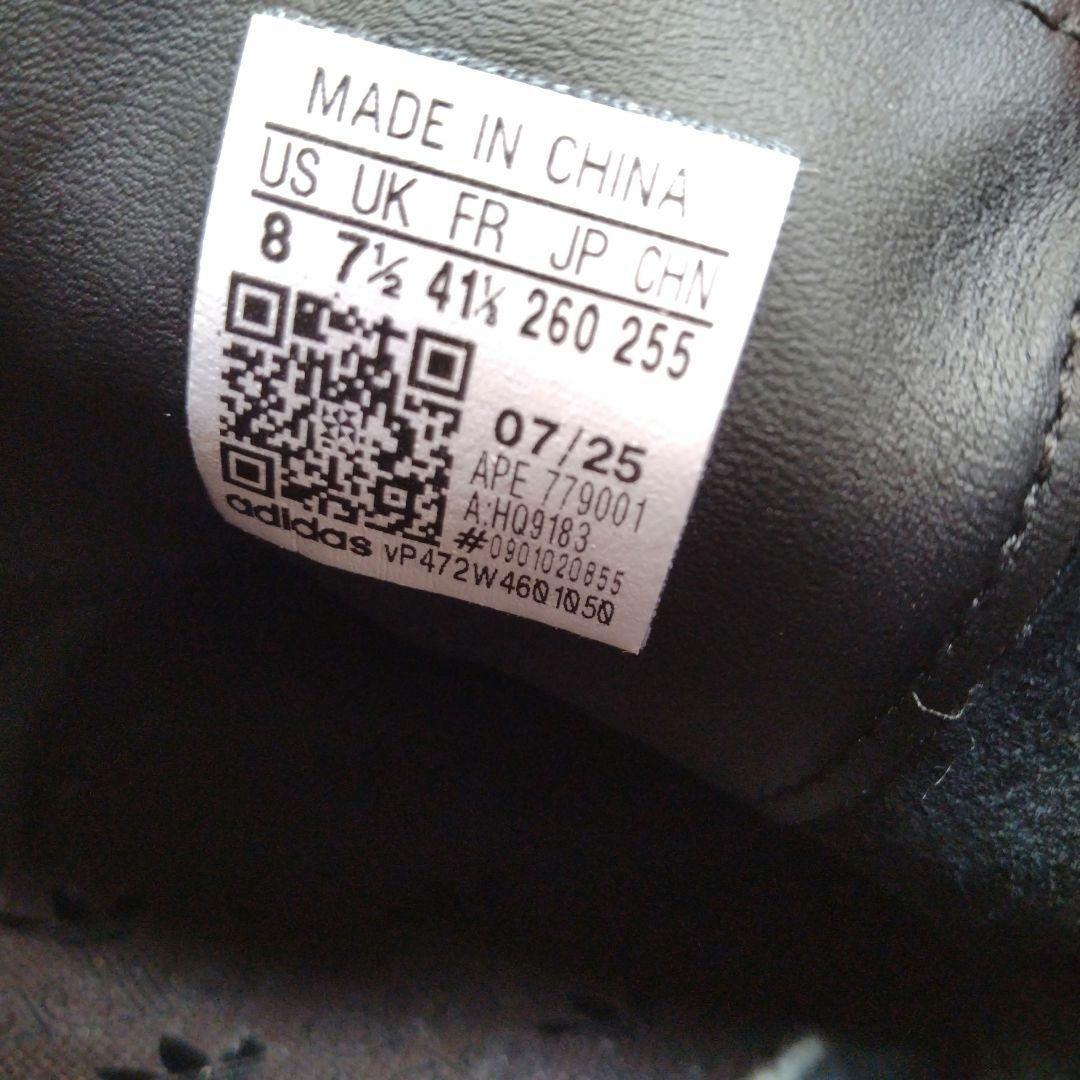 MADE IN CHINA
US UK FR JP CHN
8 7½ 41⅓ 260 255
07/25
APE 779001
A:HQ9183
#0901020855
adidas vP472W46Q1Q5Q